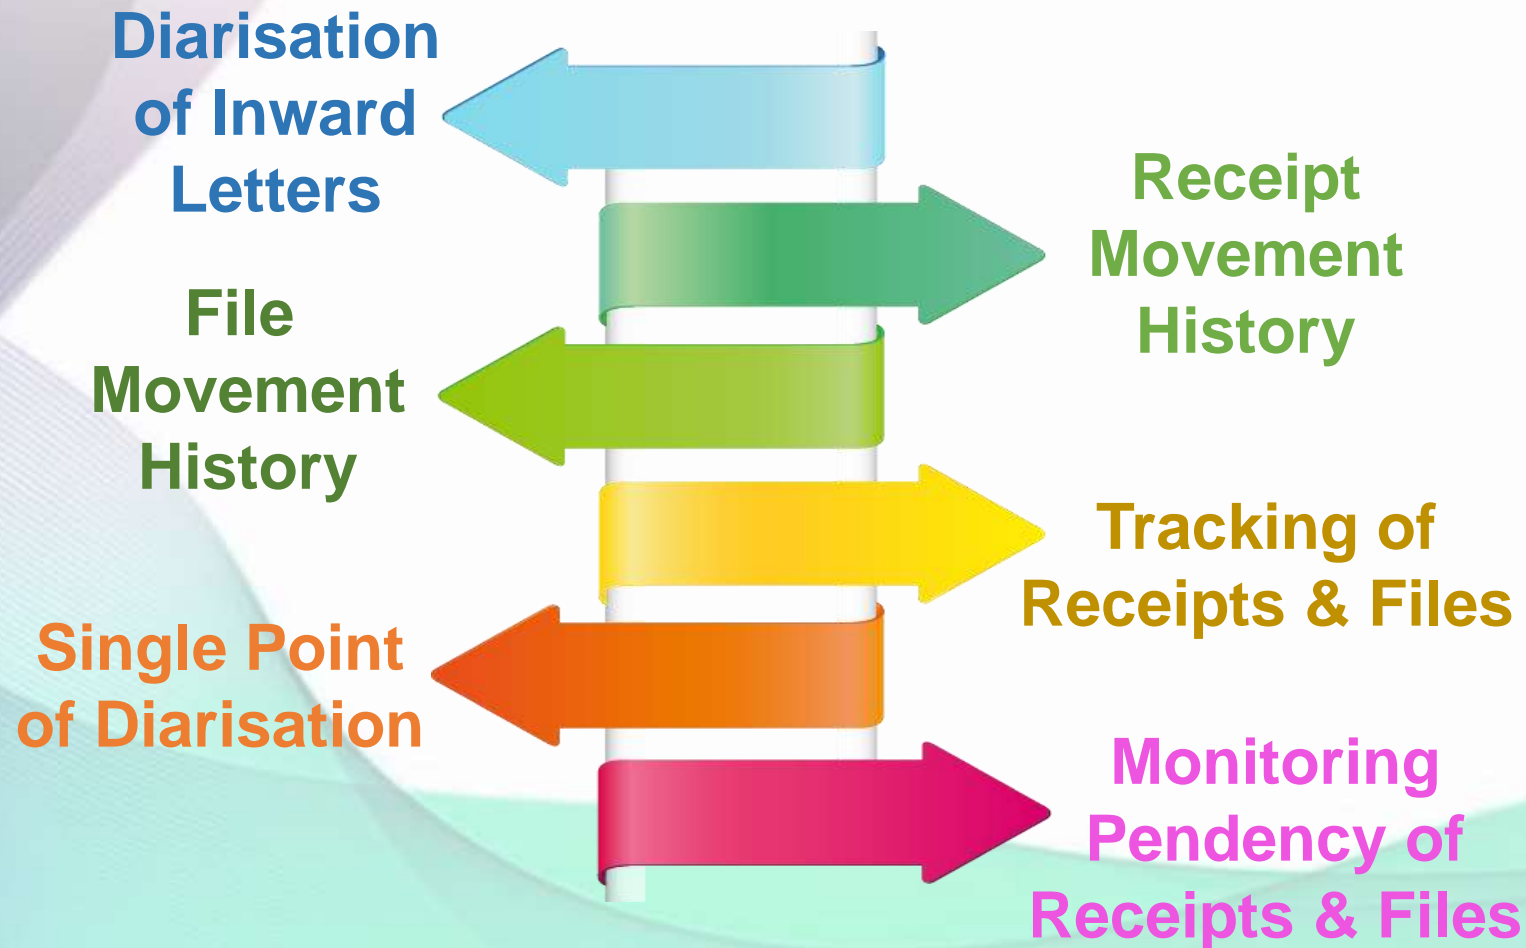 Diarisation
of Inward
Letters
Receipt
Movement
History
File
Movement
History
Tracking of
Receipts & Files
Single Point
of Diarisation
Monitoring
Pendency of
Receipts & Files